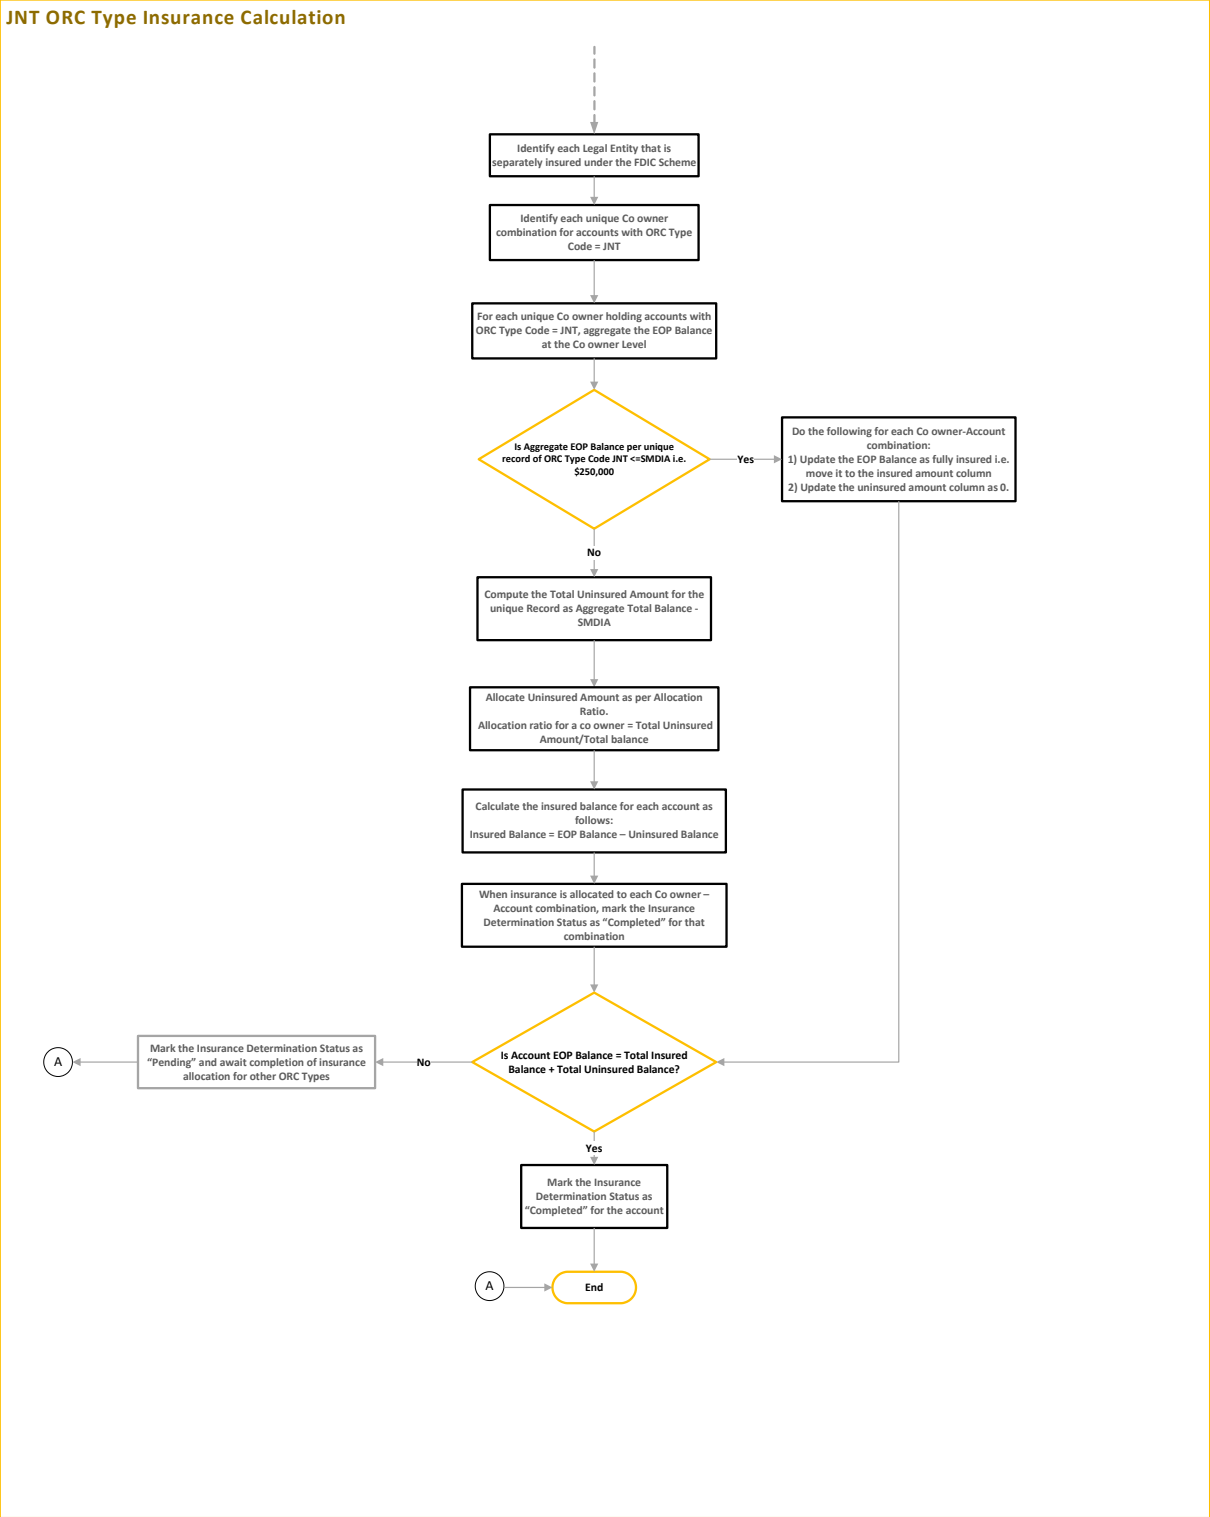 JNT ORC Type Insurance Calculation
Identify each Legal Entity that is
separately insured under the FDIC Scheme
Identify each unique Co owner
combination for accounts with ORC Type
Code = JNT
For each unique Co owner holding accounts with
ORC Type Code = JNT, aggregate the EOP Balance
at the Co owner Level
Is Aggregate EOP Balance per unique
record of ORC Type Code JNT <=SMDIA i.e.
$250,000
Yes
Do the following for each Co owner-Account
combination:
1) Update the EOP Balance as fully insured i.e.
move it to the insured amount column
2) Update the uninsured amount column as 0.
No
Compute the Total Uninsured Amount for the
unique Record as Aggregate Total Balance -
SMDIA
Allocate Uninsured Amount as per Allocation
Ratio.
Allocation ratio for a co owner = Total Uninsured
Amount/Total balance
Calculate the insured balance for each account as
follows:
Insured Balance = EOP Balance – Uninsured Balance
When insurance is allocated to each Co owner –
Account combination, mark the Insurance
Determination Status as “Completed” for that
combination
Is Account EOP Balance = Total Insured
Balance + Total Uninsured Balance?
No
Mark the Insurance Determination Status as
“Pending” and await completion of insurance
allocation for other ORC Types
A
Yes
Mark the Insurance
Determination Status as
“Completed” for the account
A
End